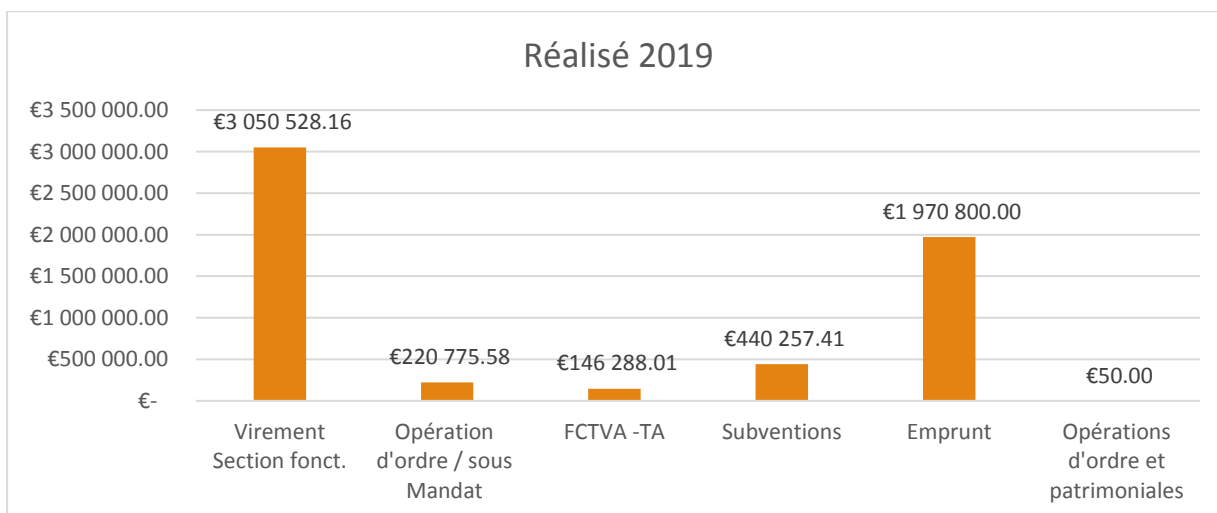 Réalisé 2019
€3 500 000.00
€3 000 000.00
€2 500 000.00
€2 000 000.00
€1 500 000.00
€1 000 000.00
€500 000.00
€-
€3 050 528.16
€220 775.58
€146 288.01
€440 257.41
€1 970 800.00
€50.00
Virement
Section fonct.
Opération
d'ordre / sous
Mandat
FCTVA -TA
Subventions
Emprunt
Opérations
d'ordre et
patrimoniales